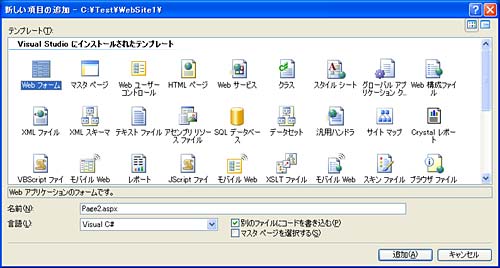 新しい項目の追加 - C:¥Test¥WebSite1¥
テンプレート(T):
Visual Studio にインストールされたテンプレート
Web フォーム マスタ ページ Web ユーザー コントロール HTML ページ Web サービス クラス スタイル シート グローバル アプリケーション ク... Web 構成ファイル
XML ファイル XML スキーマ テキスト ファイル アセンブリ リソース ファイル SQL データベース データセット 汎用ハンドラ サイト マップ Crystal レポート
VBScript ファイ モバイル Web レポート JScript ファイ モバイル Web XSLT ファイル モバイル Web スキン ファイル ブラウザ ファイル
Web アプリケーションのフォームです。
名前(N): Page2.aspx
言語(L): Visual C#
別のファイルにコードを書き込む(P)
マスタ ページを選択する(S)
追加(A) キャンセル